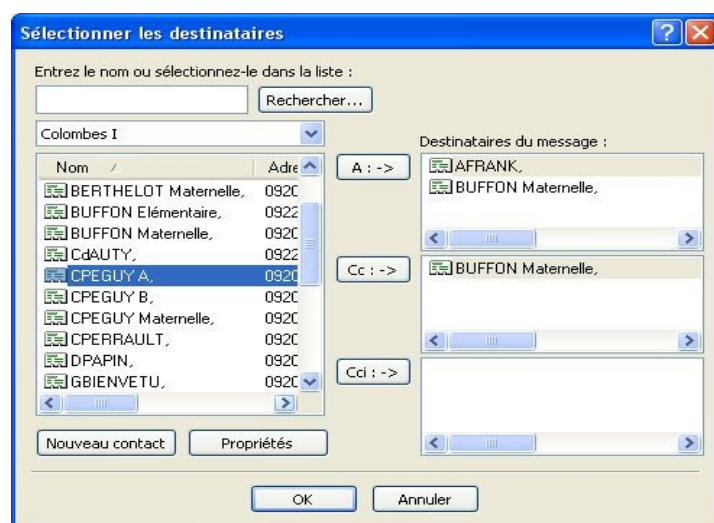 Sélectionner les destinataires
Entrez le nom ou sélectionnez-le dans la liste :
Rechercher...
Colombes I
Nom Adre
BERTHELOT Maternelle, 092C
BUFFON Elémentaire, 0922
BUFFON Maternelle, 092C
CdAUTY, 0922
CPEGUY A, 092C
CPEGUY B, 092C
CPEGUY Maternelle, 092C
CPERRAULT, 092C
DPAPIN, 092C
GBIENVETU, 092C
Nouveau contact Propriétés
A : ->
Cc : ->
Cci : ->
Destinataires du message :
AFRANK,
BUFFON Maternelle,
BUFFON Maternelle,
OK Annuler